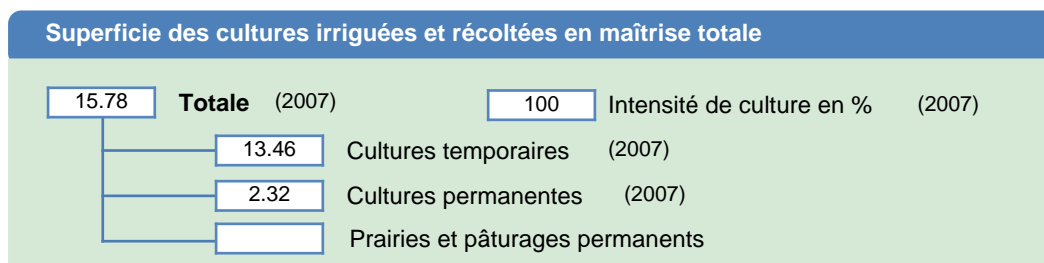 Superficie des cultures irriguées et récoltées en maîtrise totale
15.78 Totale (2007) 100 Intensité de culture en % (2007)
13.46 Cultures temporaires (2007)
2.32 Cultures permanentes (2007)
Prairies et pâturages permanents